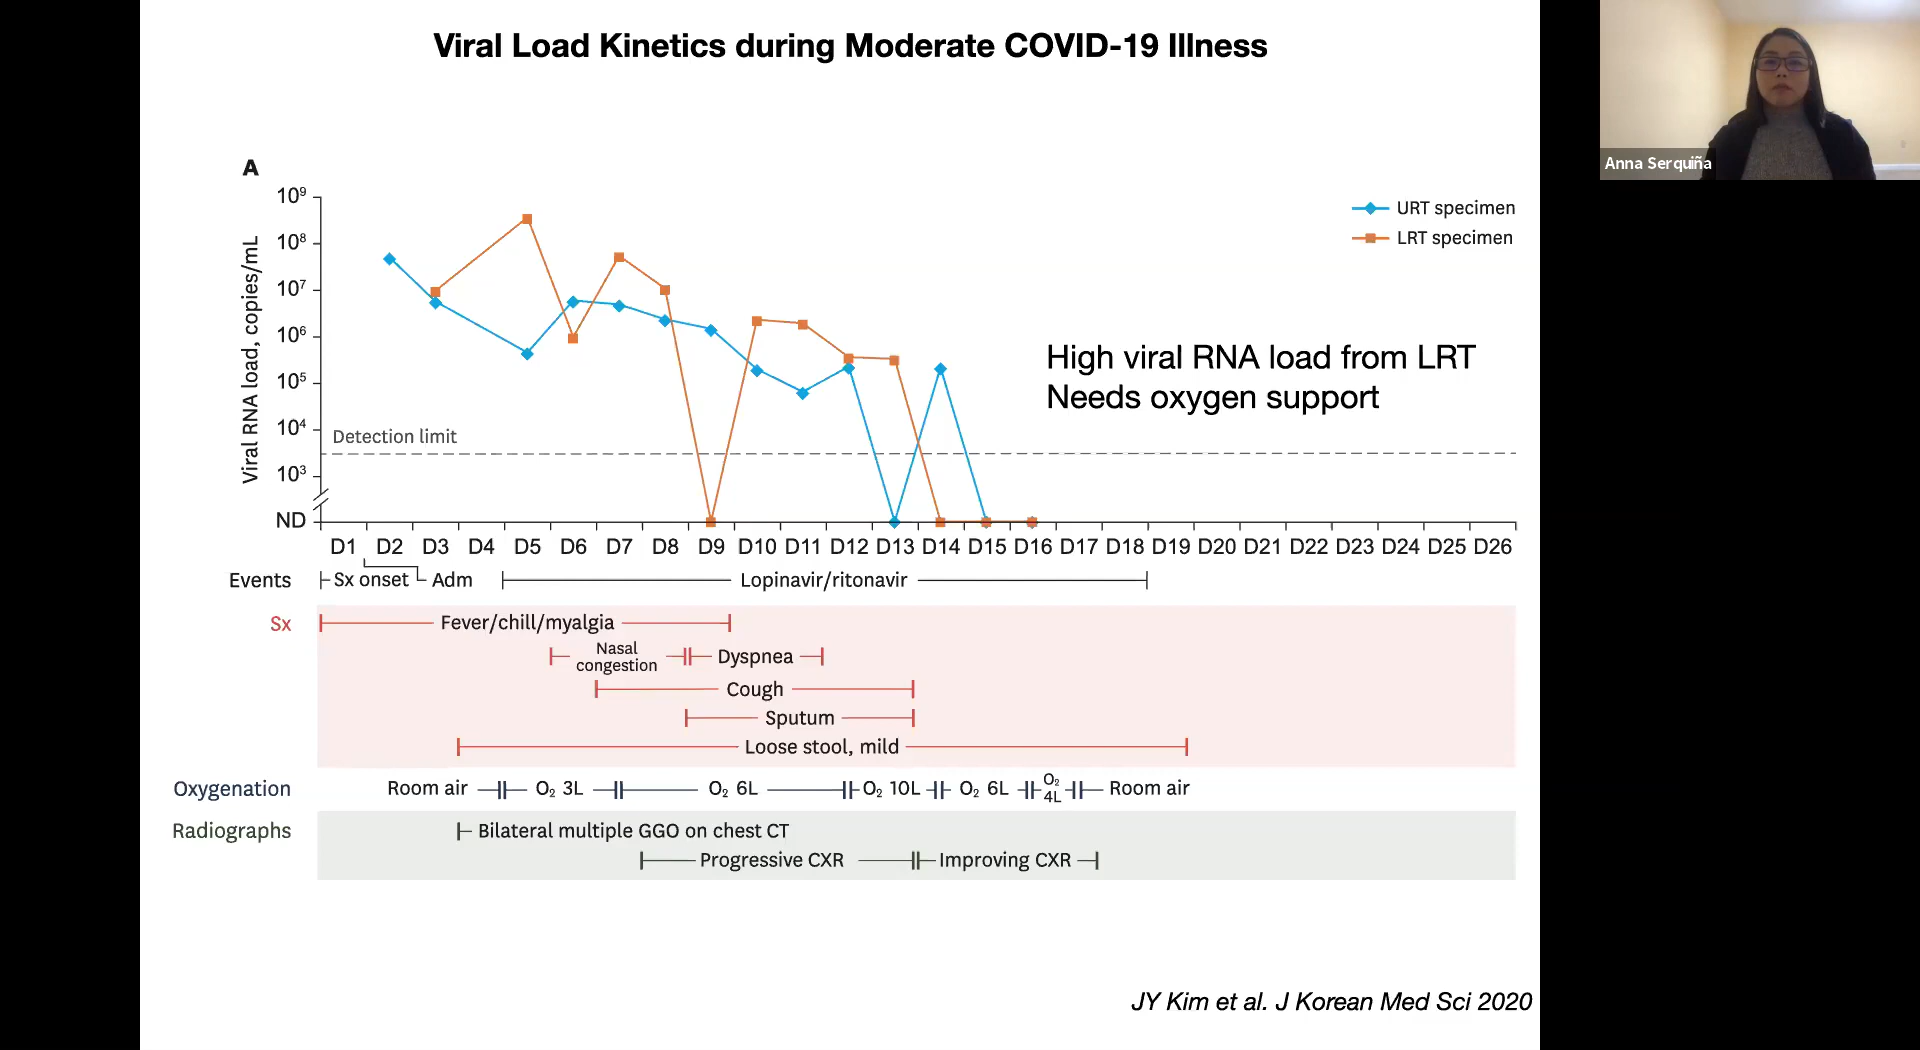 Viral Load Kinetics during Moderate COVID-19 Illness
Anna Serquiña
A
Viral RNA load, copies/mL
10⁹
10⁸
10⁷
10⁶
10⁵
10⁴
10³
ND
URT specimen
LRT specimen
High viral RNA load from LRT
Needs oxygen support
Detection limit
D1 D2 D3 D4 D5 D6 D7 D8 D9 D10 D11 D12 D13 D14 D15 D16 D17 D18 D19 D20 D21 D22 D23 D24 D25 D26
Events Sx onset Adm Lopinavir/ritonavir
Sx Fever/chill/myalgia
Nasal
congestion
Dyspnea
Cough
Sputum
Loose stool, mild
Oxygenation Room air O₂ 3L O₂ 6L O₂ 10L O₂ 6L O₂ 4L Room air
Radiographs Bilateral multiple GGO on chest CT
Progressive CXR Improving CXR
JY Kim et al. J Korean Med Sci 2020